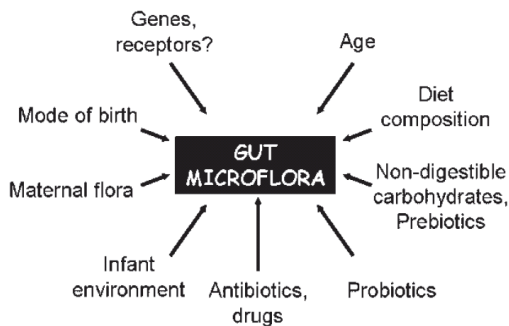 Genes,
receptors?
Age
Mode of birth
Diet
composition
GUT
MICROFLORA
Maternal flora
Non-digestible
carbohydrates,
Prebiotics
Infant
environment
Antibiotics,
drugs
Probiotics